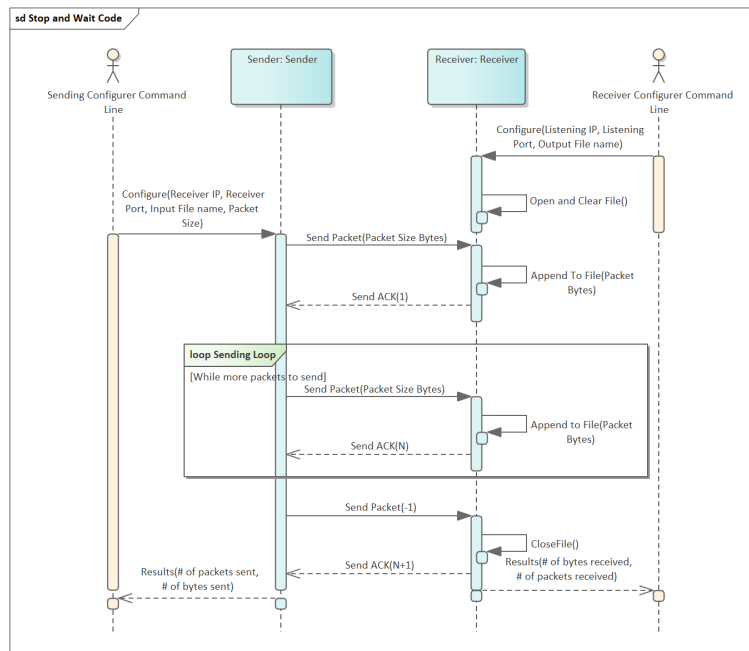 sd Stop and Wait Code
Sending Configurer Command
Line
Sender: Sender
Receiver: Receiver
Receiver Configurer Command
Line
Configure(Listening IP, Listening
Port, Output File name)
Open and Clear File()
Configure(Receiver IP, Receiver
Port, Input File name, Packet
Size)
Send Packet(Packet Size Bytes)
Append To File(Packet
Bytes)
Send ACK(1)
loop Sending Loop
[While more packets to send]
Send Packet(Packet Size Bytes)
Append to File(Packet
Bytes)
Send ACK(N)
Send Packet(-1)
CloseFile()
Send ACK(N+1)
Results(# of bytes received,
# of packets received)
Results(# of packets sent,
# of bytes sent)